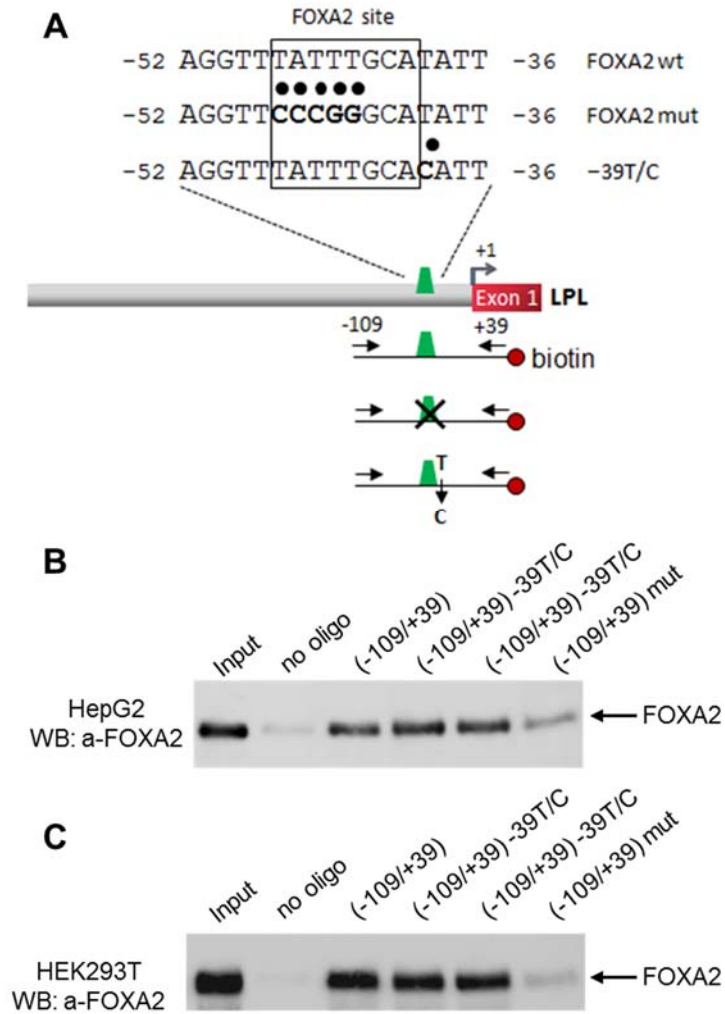 A
FOXA2 site
-52 AGGTTTATTTGCATATT -36 FOXA2 wt
-52 AGGTTCCCGGGCATATT -36 FOXA2 mut
-52 AGGTTTATTTGCACATT -36 -39T/C
+1
Exon 1 LPL
-109 +39
biotin
T
C
B
Input
no oligo
(-109/+39)
(-109/+39) -39T/C
(-109/+39) -39T/C
(-109/+39) mut
HepG2
WB: a-FOXA2
FOXA2
C
Input
no oligo
(-109/+39)
(-109/+39) -39T/C
(-109/+39) -39T/C
(-109/+39) mut
HEK293T
WB: a-FOXA2
FOXA2